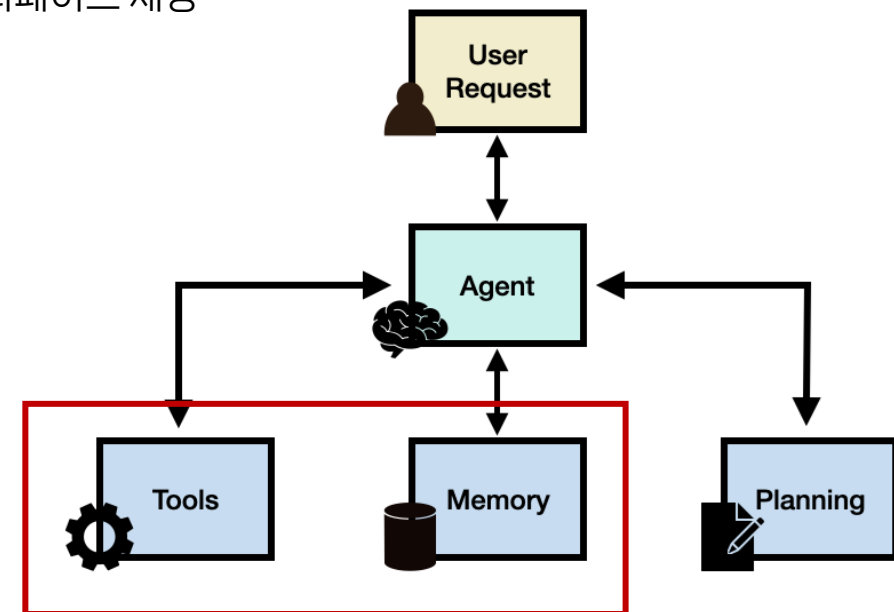 User
Request
Agent
Tools
Memory
Planning